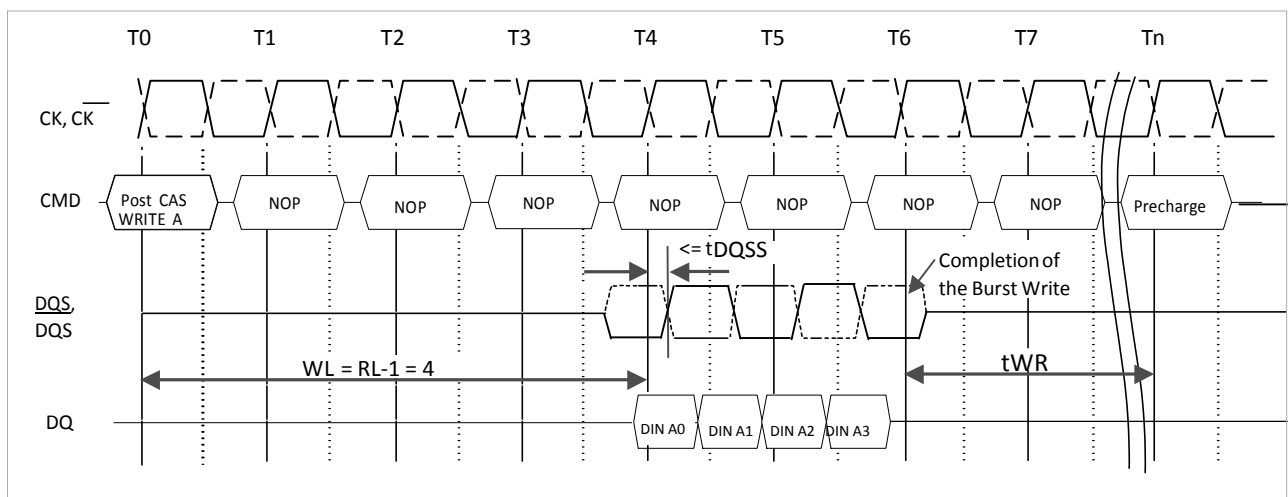 T0 T1 T2 T3 T4 T5 T6 T7 Tn
CK, C̅K̅
CMD
Post CAS
WRITE A
NOP NOP NOP NOP NOP NOP NOP
Precharge
<= tDQSS
Completion of
the Burst Write
D̅Q̅S̅,
DQS
WL = RL-1 = 4
tWR
DQ
DIN A0 DIN A1 DIN A2 DIN A3